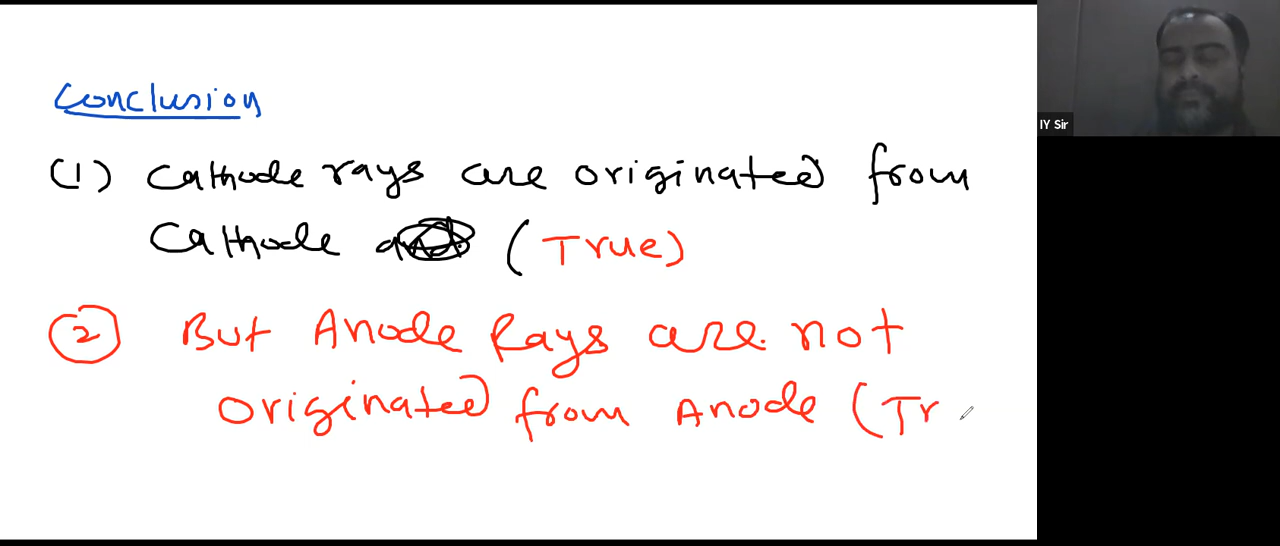 Conclusion
IY Sir
(1) Cathode rays are originated from
Cathode (True)
(2) But Anode Rays are not
originated from Anode (Tr